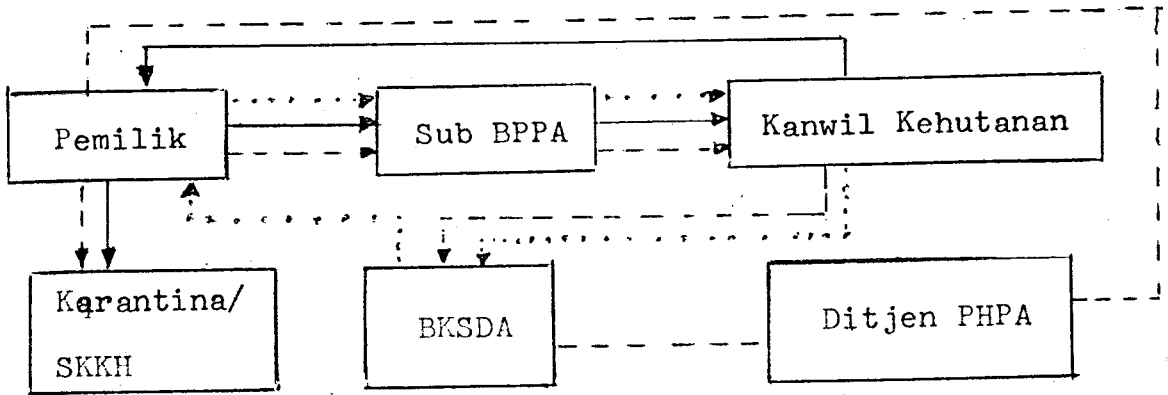 Pemilik
Sub BPPA
Kanwil Kehutanan
Karantina/
SKKH
BKSDA
Ditjen PHPA